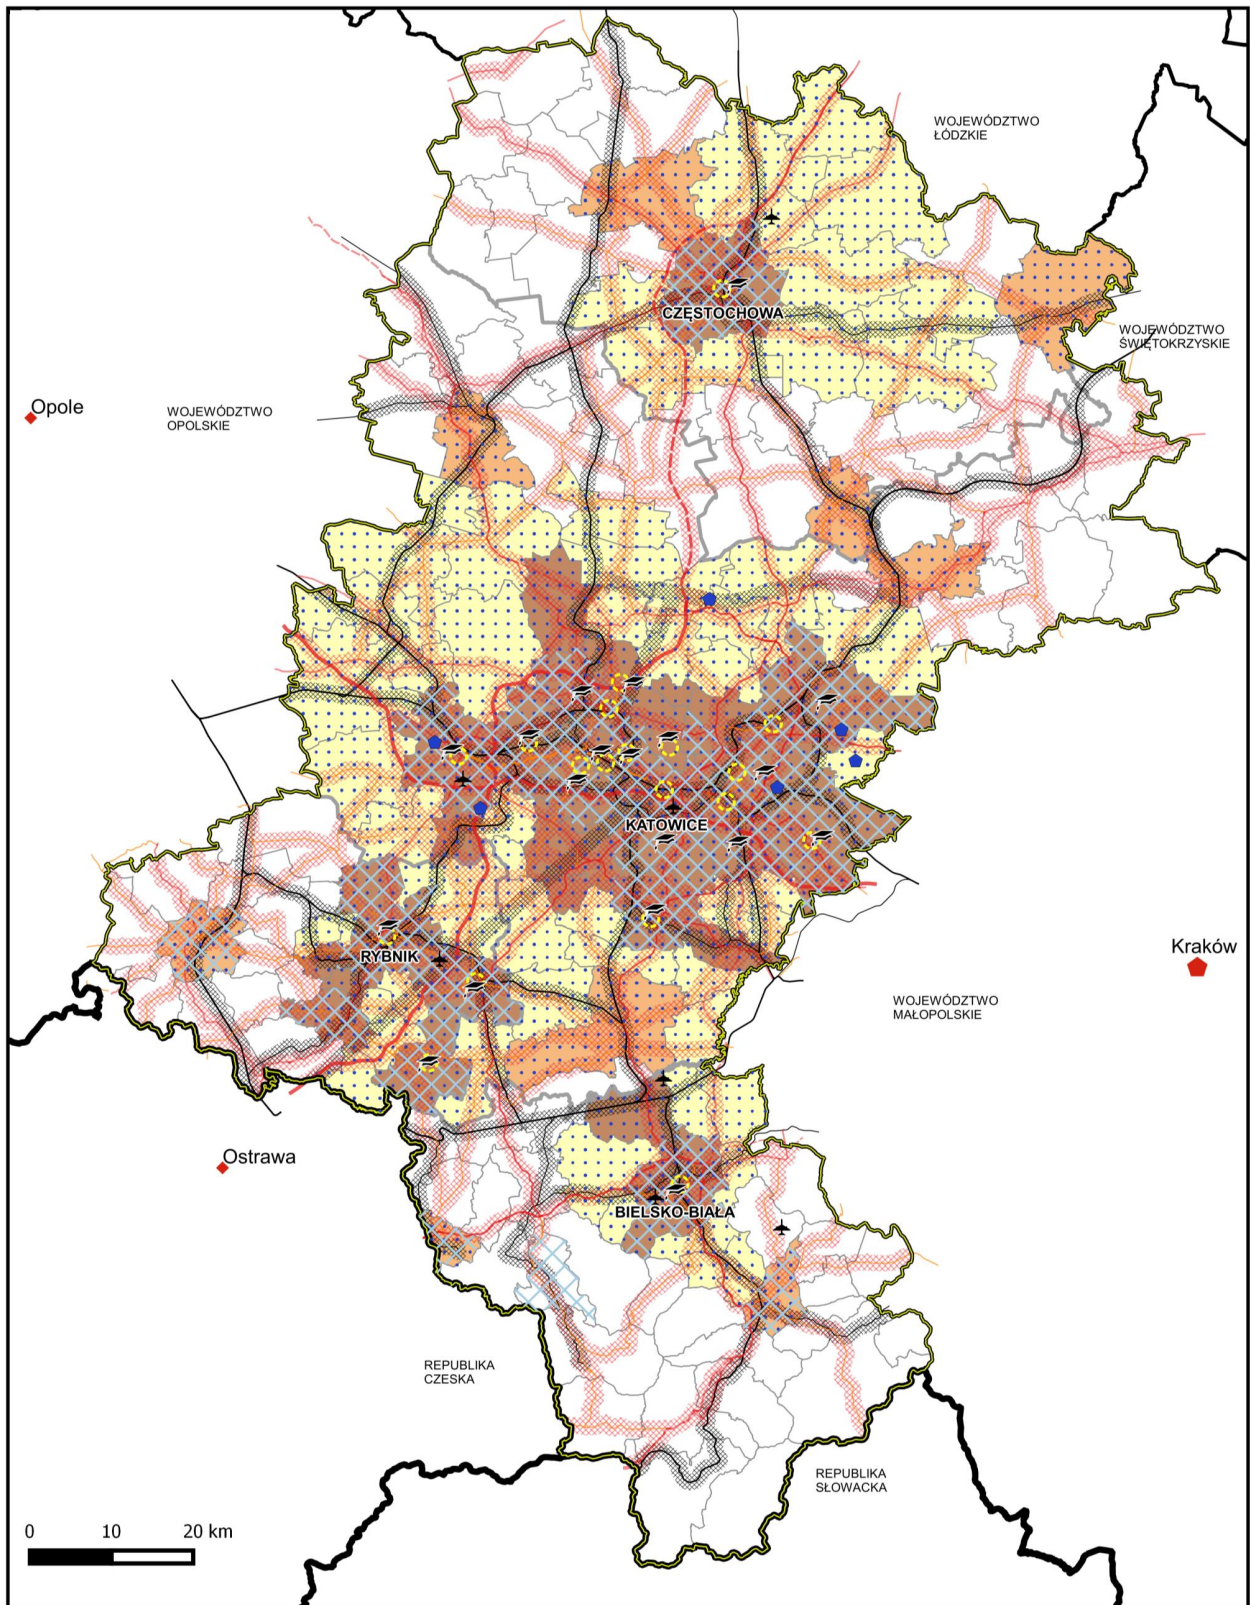 WOJEWÓDZTWO
ŁÓDZKIE
CZĘSTOCHOWA
WOJEWÓDZTWO
ŚWIĘTOKRZYSKIE
Opole
WOJEWÓDZTWO
OPOLSKIE
KATOWICE
RYBNIK
Kraków
WOJEWÓDZTWO
MAŁOPOLSKIE
Ostrawa
BIELSKO-BIAŁA
REPUBLIKA
CZESKA
REPUBLIKA
SŁOWACKA
0 10 20 km